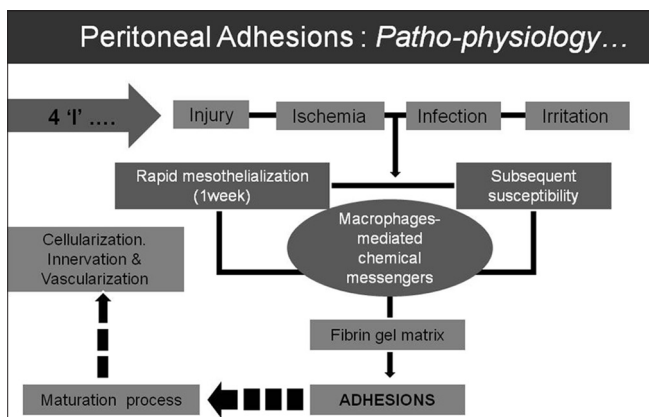 Peritoneal Adhesions : Patho-physiology…
4 'I' ....
Injury
Ischemia
Infection
Irritation
Rapid mesothelialization
(1week)
Subsequent
susceptibility
Macrophages-
mediated
chemical
messengers
Cellularization.
Innervation &
Vascularization
Fibrin gel matrix
Maturation process
ADHESIONS